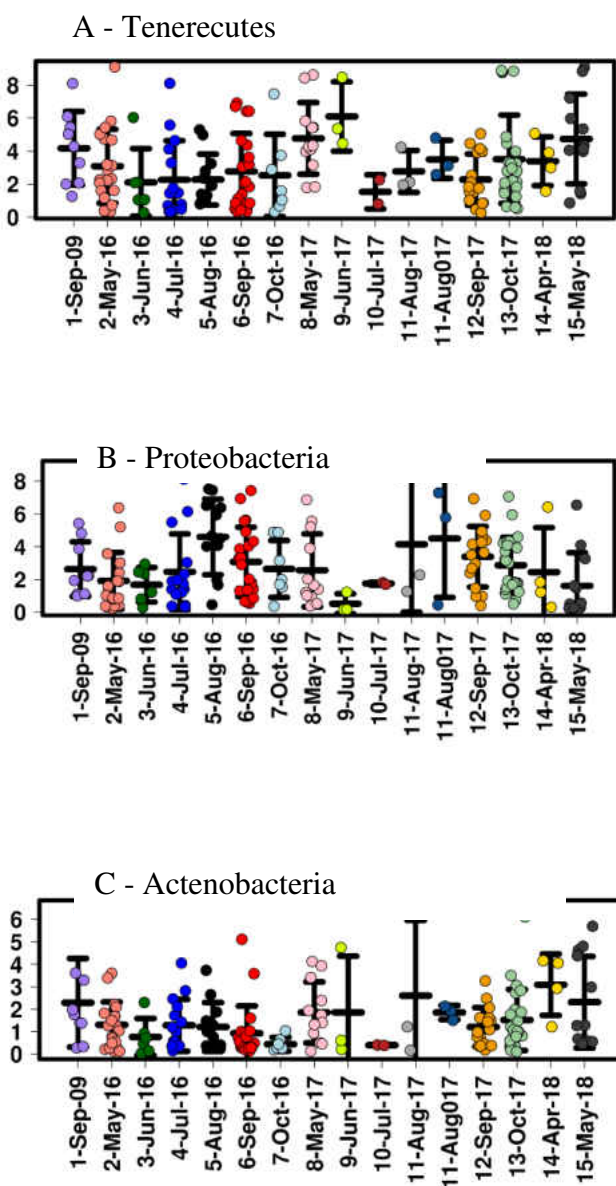 A - Tenerecutes
8
6
4
2
0
1-Sep-09
2-May-16
3-Jun-16
4-Jul-16
5-Aug-16
6-Sep-16
7-Oct-16
8-May-17
9-Jun-17
10-Jul-17
11-Aug-17
11-Aug017
12-Sep-17
13-Oct-17
14-Apr-18
15-May-18
B - Proteobacteria
8
6
4
2
0
1-Sep-09
2-May-16
3-Jun-16
4-Jul-16
5-Aug-16
6-Sep-16
7-Oct-16
8-May-17
9-Jun-17
10-Jul-17
11-Aug-17
11-Aug017
12-Sep-17
13-Oct-17
14-Apr-18
15-May-18
C - Actenobacteria
6
5
4
3
2
1
0
1-Sep-09
2-May-16
3-Jun-16
4-Jul-16
5-Aug-16
6-Sep-16
7-Oct-16
8-May-17
9-Jun-17
10-Jul-17
11-Aug-17
11-Aug017
12-Sep-17
13-Oct-17
14-Apr-18
15-May-18